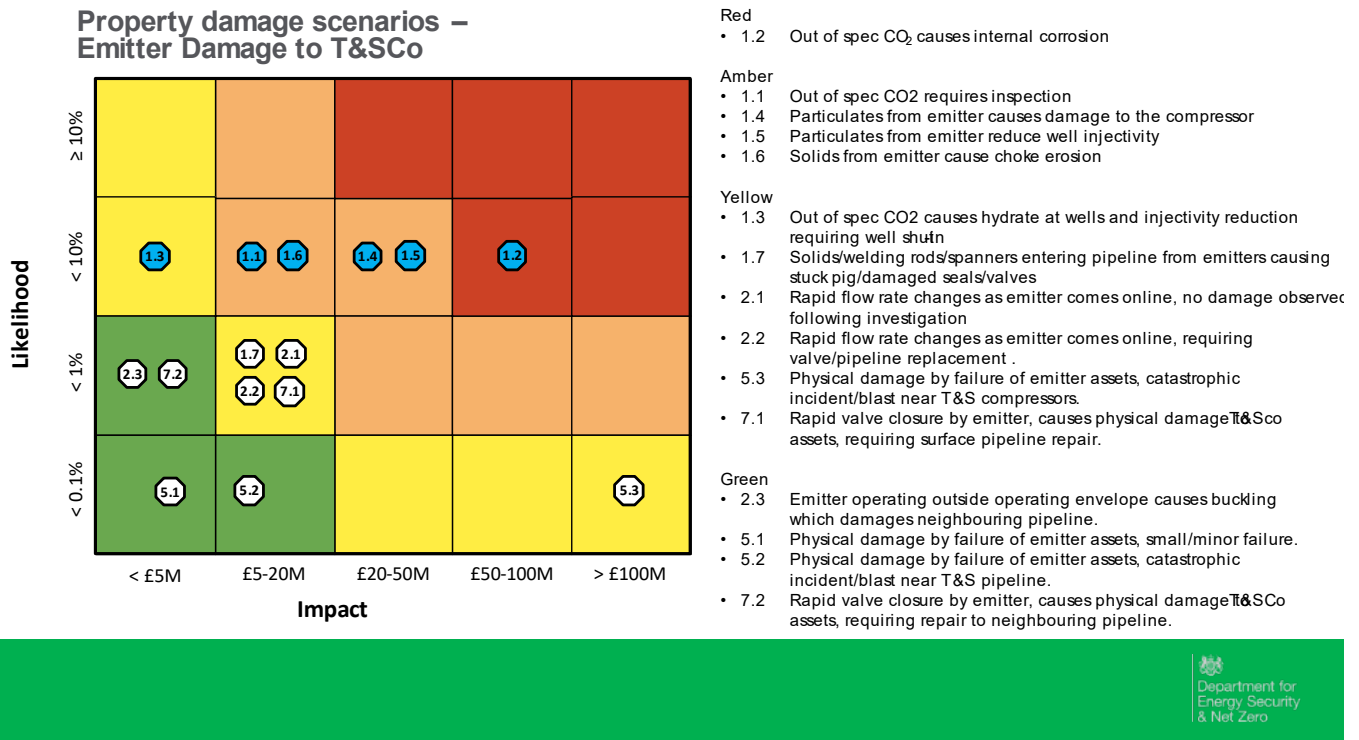 Property damage scenarios –
Emitter Damage to T&SCo
Likelihood
≥ 10%
< 10%
< 1%
< 0.1%
1.3
1.1
1.6
1.4
1.5
1.2
2.3
7.2
1.7
2.1
2.2
7.1
5.1
5.2
5.3
< £5M
£5-20M
£20-50M
£50-100M
> £100M
Impact
Red
• 1.2 Out of spec CO₂ causes internal corrosion
Amber
• 1.1 Out of spec CO2 requires inspection
• 1.4 Particulates from emitter causes damage to the compressor
• 1.5 Particulates from emitter reduce well injectivity
• 1.6 Solids from emitter cause choke erosion
Yellow
• 1.3 Out of spec CO2 causes hydrate at wells and injectivity reduction
requiring well shut-in
• 1.7 Solids/welding rods/spanners entering pipeline from emitters causing
stuck pig/damaged seals/valves
• 2.1 Rapid flow rate changes as emitter comes online, no damage observed
following investigation
• 2.2 Rapid flow rate changes as emitter comes online, requiring
valve/pipeline replacement .
• 5.3 Physical damage by failure of emitter assets, catastrophic
incident/blast near T&S compressors.
• 7.1 Rapid valve closure by emitter, causes physical damage to T&Sco
assets, requiring surface pipeline repair.
Green
• 2.3 Emitter operating outside operating envelope causes buckling
which damages neighbouring pipeline.
• 5.1 Physical damage by failure of emitter assets, small/minor failure.
• 5.2 Physical damage by failure of emitter assets, catastrophic
incident/blast near T&S pipeline.
• 7.2 Rapid valve closure by emitter, causes physical damage to T&SCo
assets, requiring repair to neighbouring pipeline.
Department for
Energy Security
& Net Zero